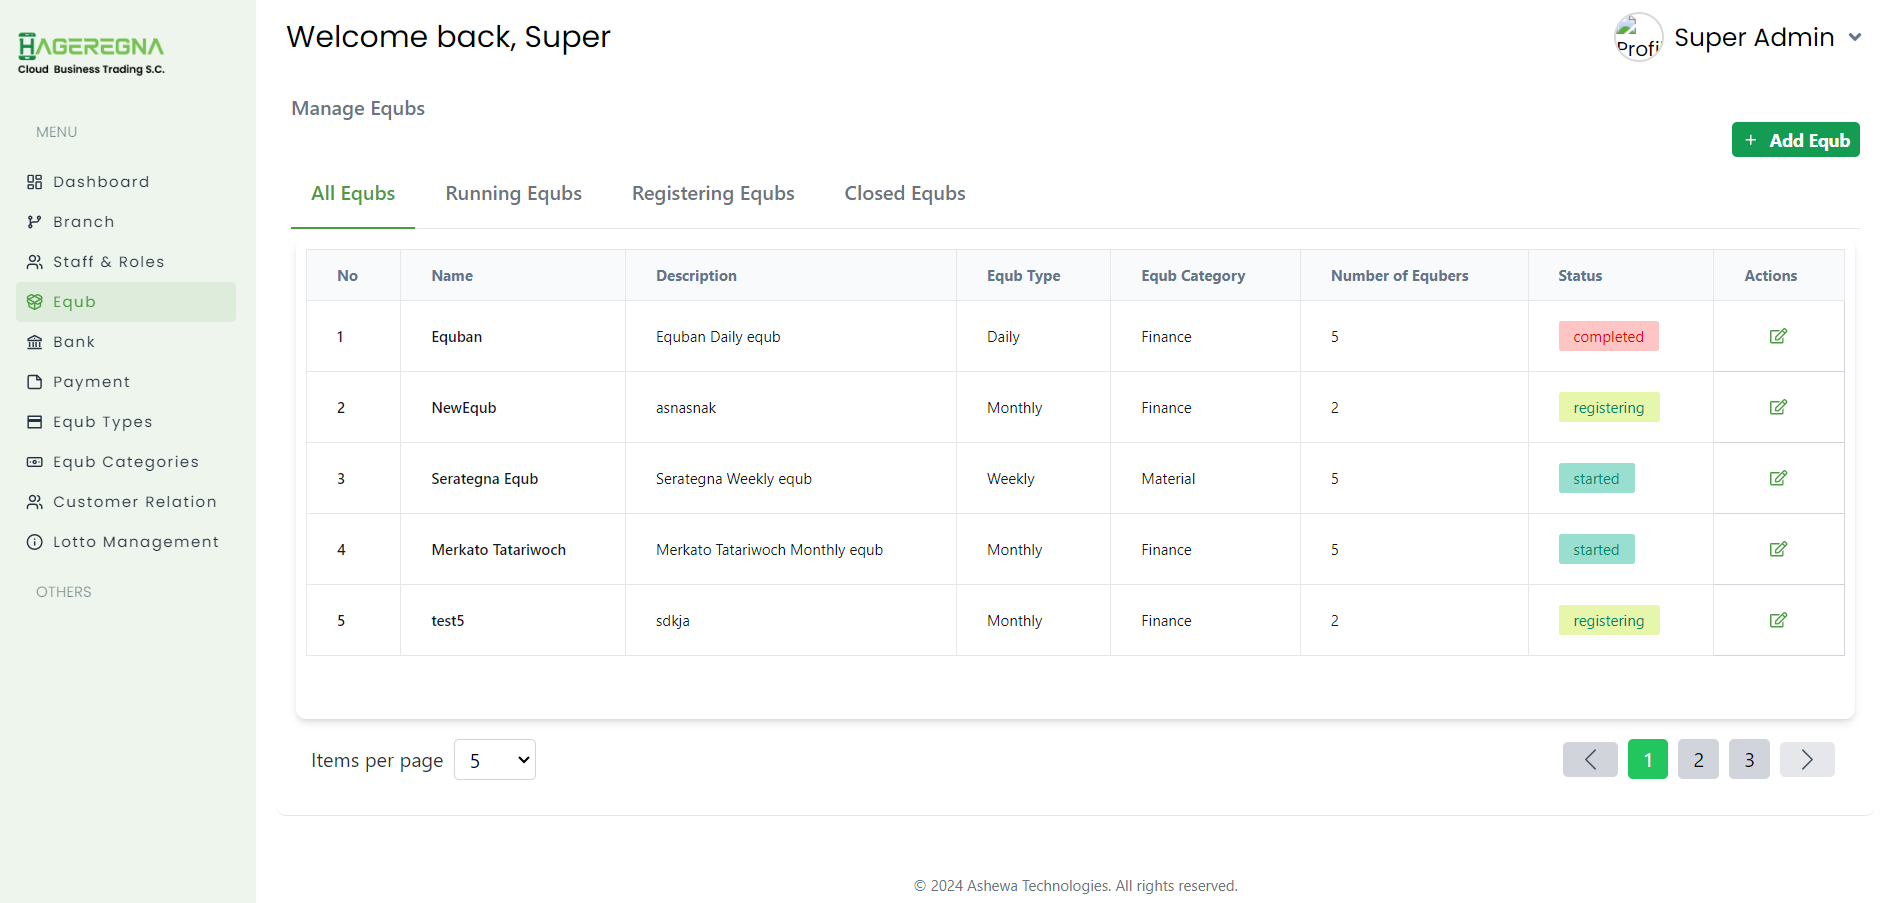 HAGEREGNA
Cloud Business Trading S.C.
MENU
Dashboard
Branch
Staff & Roles
Equb
Bank
Payment
Equb Types
Equb Categories
Customer Relation
Lotto Management
OTHERS
Welcome back, Super
Profi
Super Admin
Manage Equbs
+ Add Equb
All Equbs Running Equbs Registering Equbs Closed Equbs
No Name Description Equb Type Equb Category Number of Equbers Status Actions
1 Equban Equban Daily equb Daily Finance 5 completed
2 NewEqub asnasnak Monthly Finance 2 registering
3 Serategna Equb Serategna Weekly equb Weekly Material 5 started
4 Merkato Tatariwoch Merkato Tatariwoch Monthly equb Monthly Finance 5 started
5 test5 sdkja Monthly Finance 2 registering
Items per page 5
1 2 3
© 2024 Ashewa Technologies. All rights reserved.